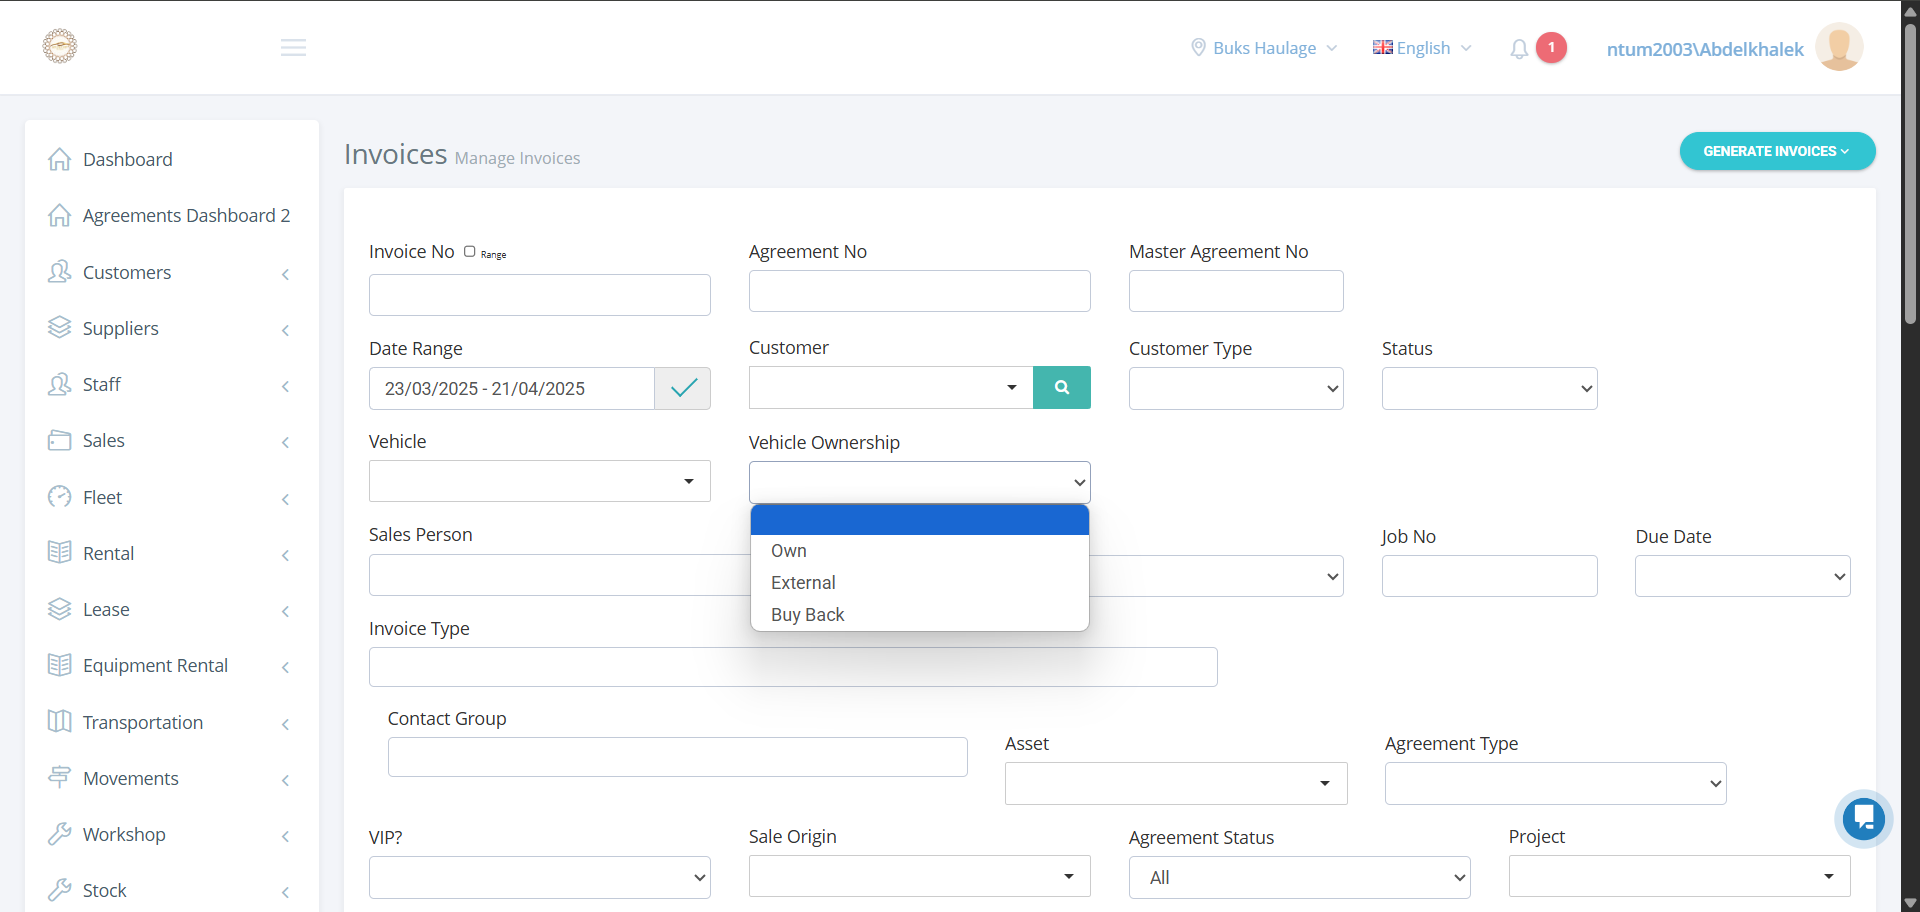 Buks Haulage
English
1
ntum2003\Abdelkhalek
Dashboard
Agreements Dashboard 2
Customers
Suppliers
Staff
Sales
Fleet
Rental
Lease
Equipment Rental
Transportation
Movements
Workshop
Stock
Invoices Manage Invoices
GENERATE INVOICES
Invoice No Range
Agreement No
Master Agreement No
Date Range
23/03/2025 - 21/04/2025
Customer
Customer Type
Status
Vehicle
Vehicle Ownership
Own
External
Buy Back
Sales Person
Job No
Due Date
Invoice Type
Contact Group
Asset
Agreement Type
VIP?
Sale Origin
Agreement Status
All
Project